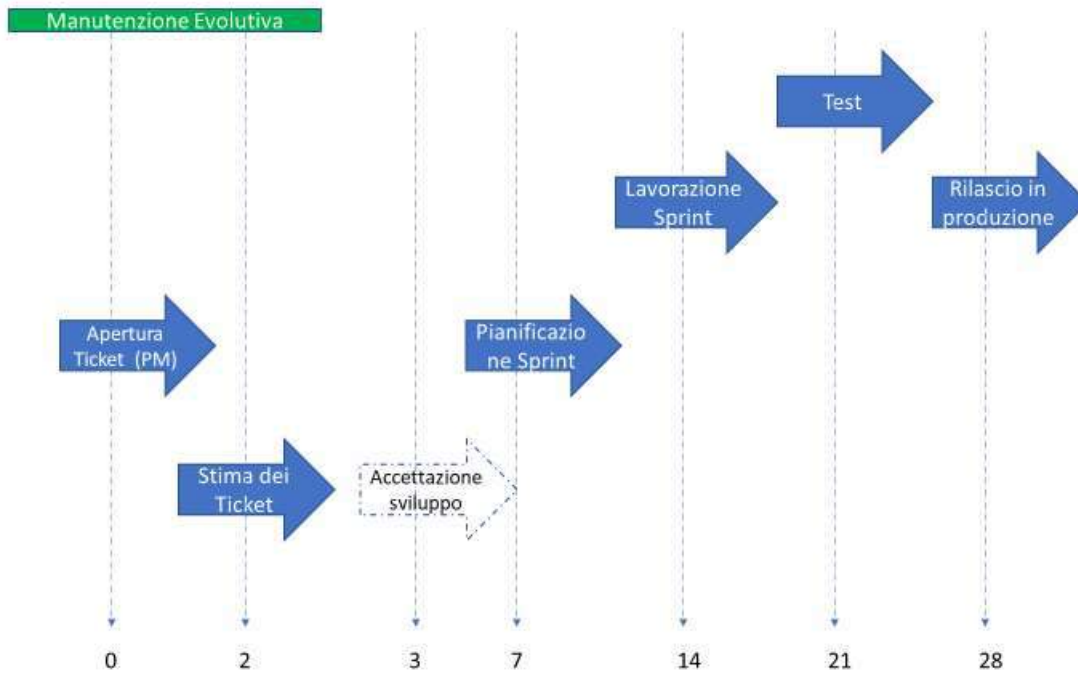 Manutenzione Evolutiva
Test
Lavorazione
Sprint
Rilascio in
produzione
Apertura
Ticket (PM)
Pianificazio
ne Sprint
Stima dei
Ticket
Accettazione
sviluppo
0 2 3 7 14 21 28